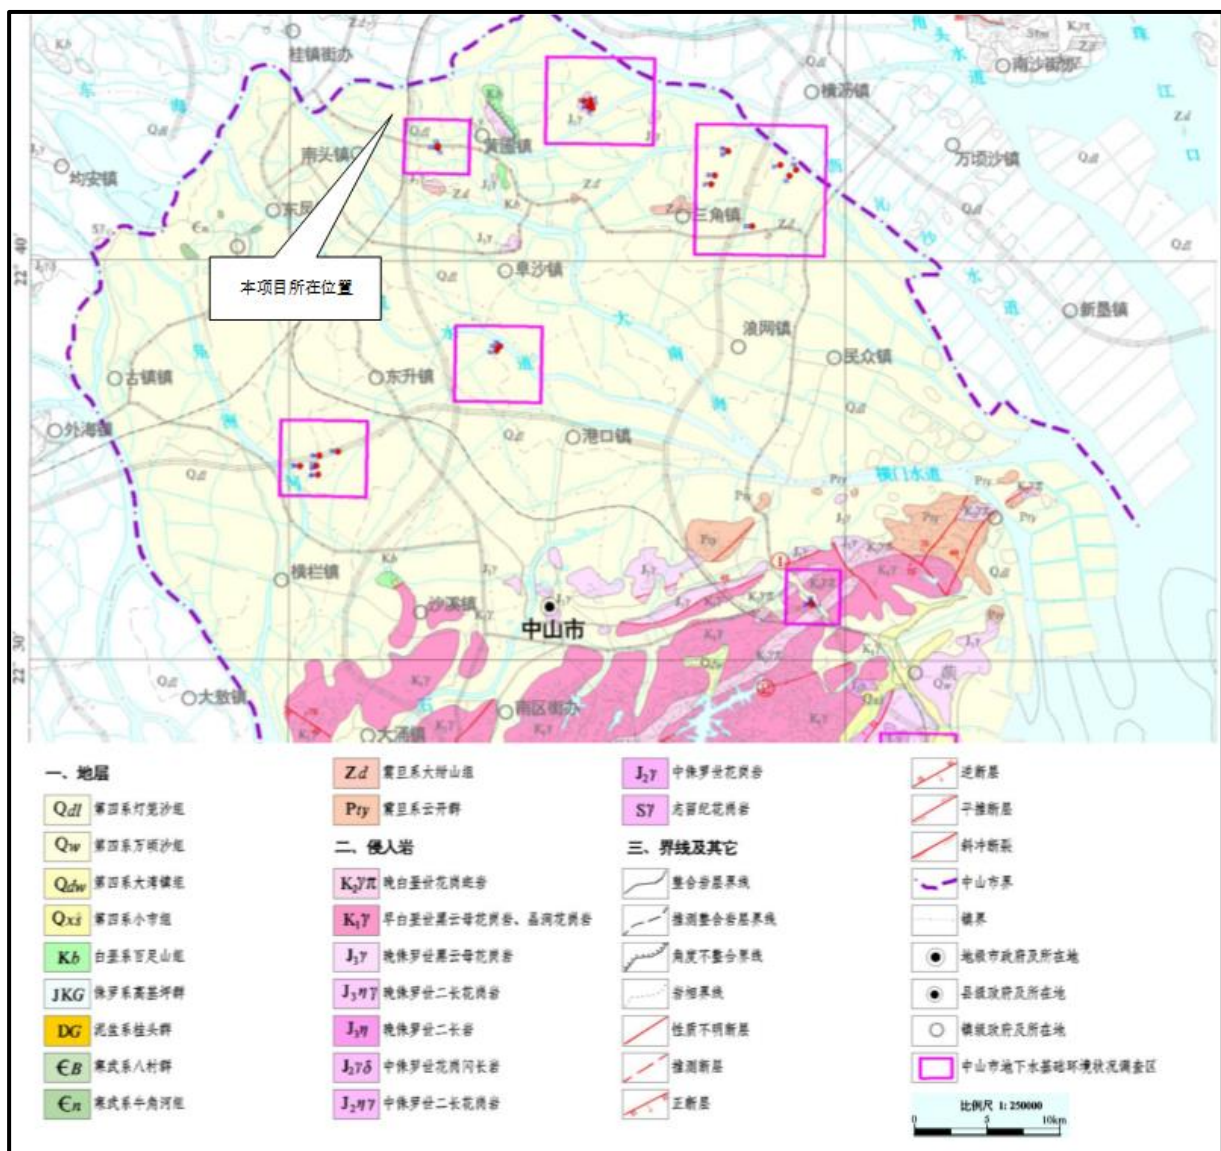 桂镇街办
横沥镇
南沙街办
黄圃镇
南头镇
万顷沙镇
均安镇
三角镇
东凤
阜沙镇
22° 40′
本项目所在位置
新垦镇
浪网镇
民众镇
古镇镇
东升镇
外海镇
港口镇
横门水道
横栏镇
沙溪镇
中山市
22° 30′
大敖镇
南区街办
大涌镇
一、地层
Qdl 第四系灯笼沙组
Qw 第四系万顷沙组
Qdw 第四系大湾镇组
Qxs 第四系小市组
Kb 白垩系百足山组
JKG 侏罗系高基坪群
DG 泥盆系桂头群
ЄB 寒武系八村群
Єn 寒武系牛角河组
Zd 震旦系大绀山组
Pty 震旦系云开群
二、侵入岩
K₂γπ 晚白垩世花岗斑岩
K₁γ 早白垩世黑云母花岗岩、晶洞花岗岩
J₃γ 晚侏罗世黑云母花岗岩
J₃ηγ 晚侏罗世二长花岗岩
J₃η 晚侏罗世二长岩
J₂γδ 中侏罗世花岗闪长岩
J₂ηγ 中侏罗世二长花岗岩
J₂γ 中侏罗世花岗岩
Sγ 志留纪花岗岩
三、界线及其它
整合岩层界线
推测整合岩层界线
角度不整合界线
岩相界线
性质不明断层
推测断层
正断层
逆断层
平推断层
斜冲断裂
中山市界
镇界
地级市政府及所在地
县级政府及所在地
镇级政府及所在地
中山市地下水基础环境状况调查区
比例尺 1: 250000
0 5 10km